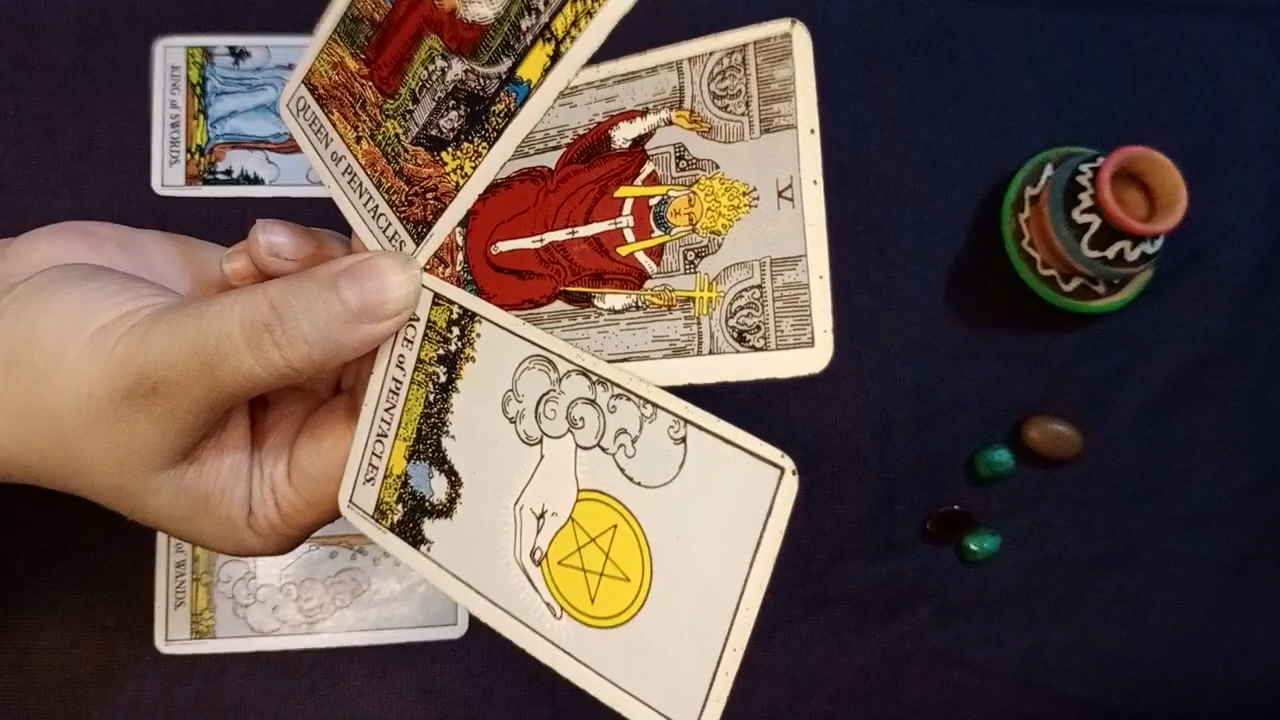 KING of SWORDS.
QUEEN of PENTACLES
V
ACE of PENTACLES.
of WANDS.